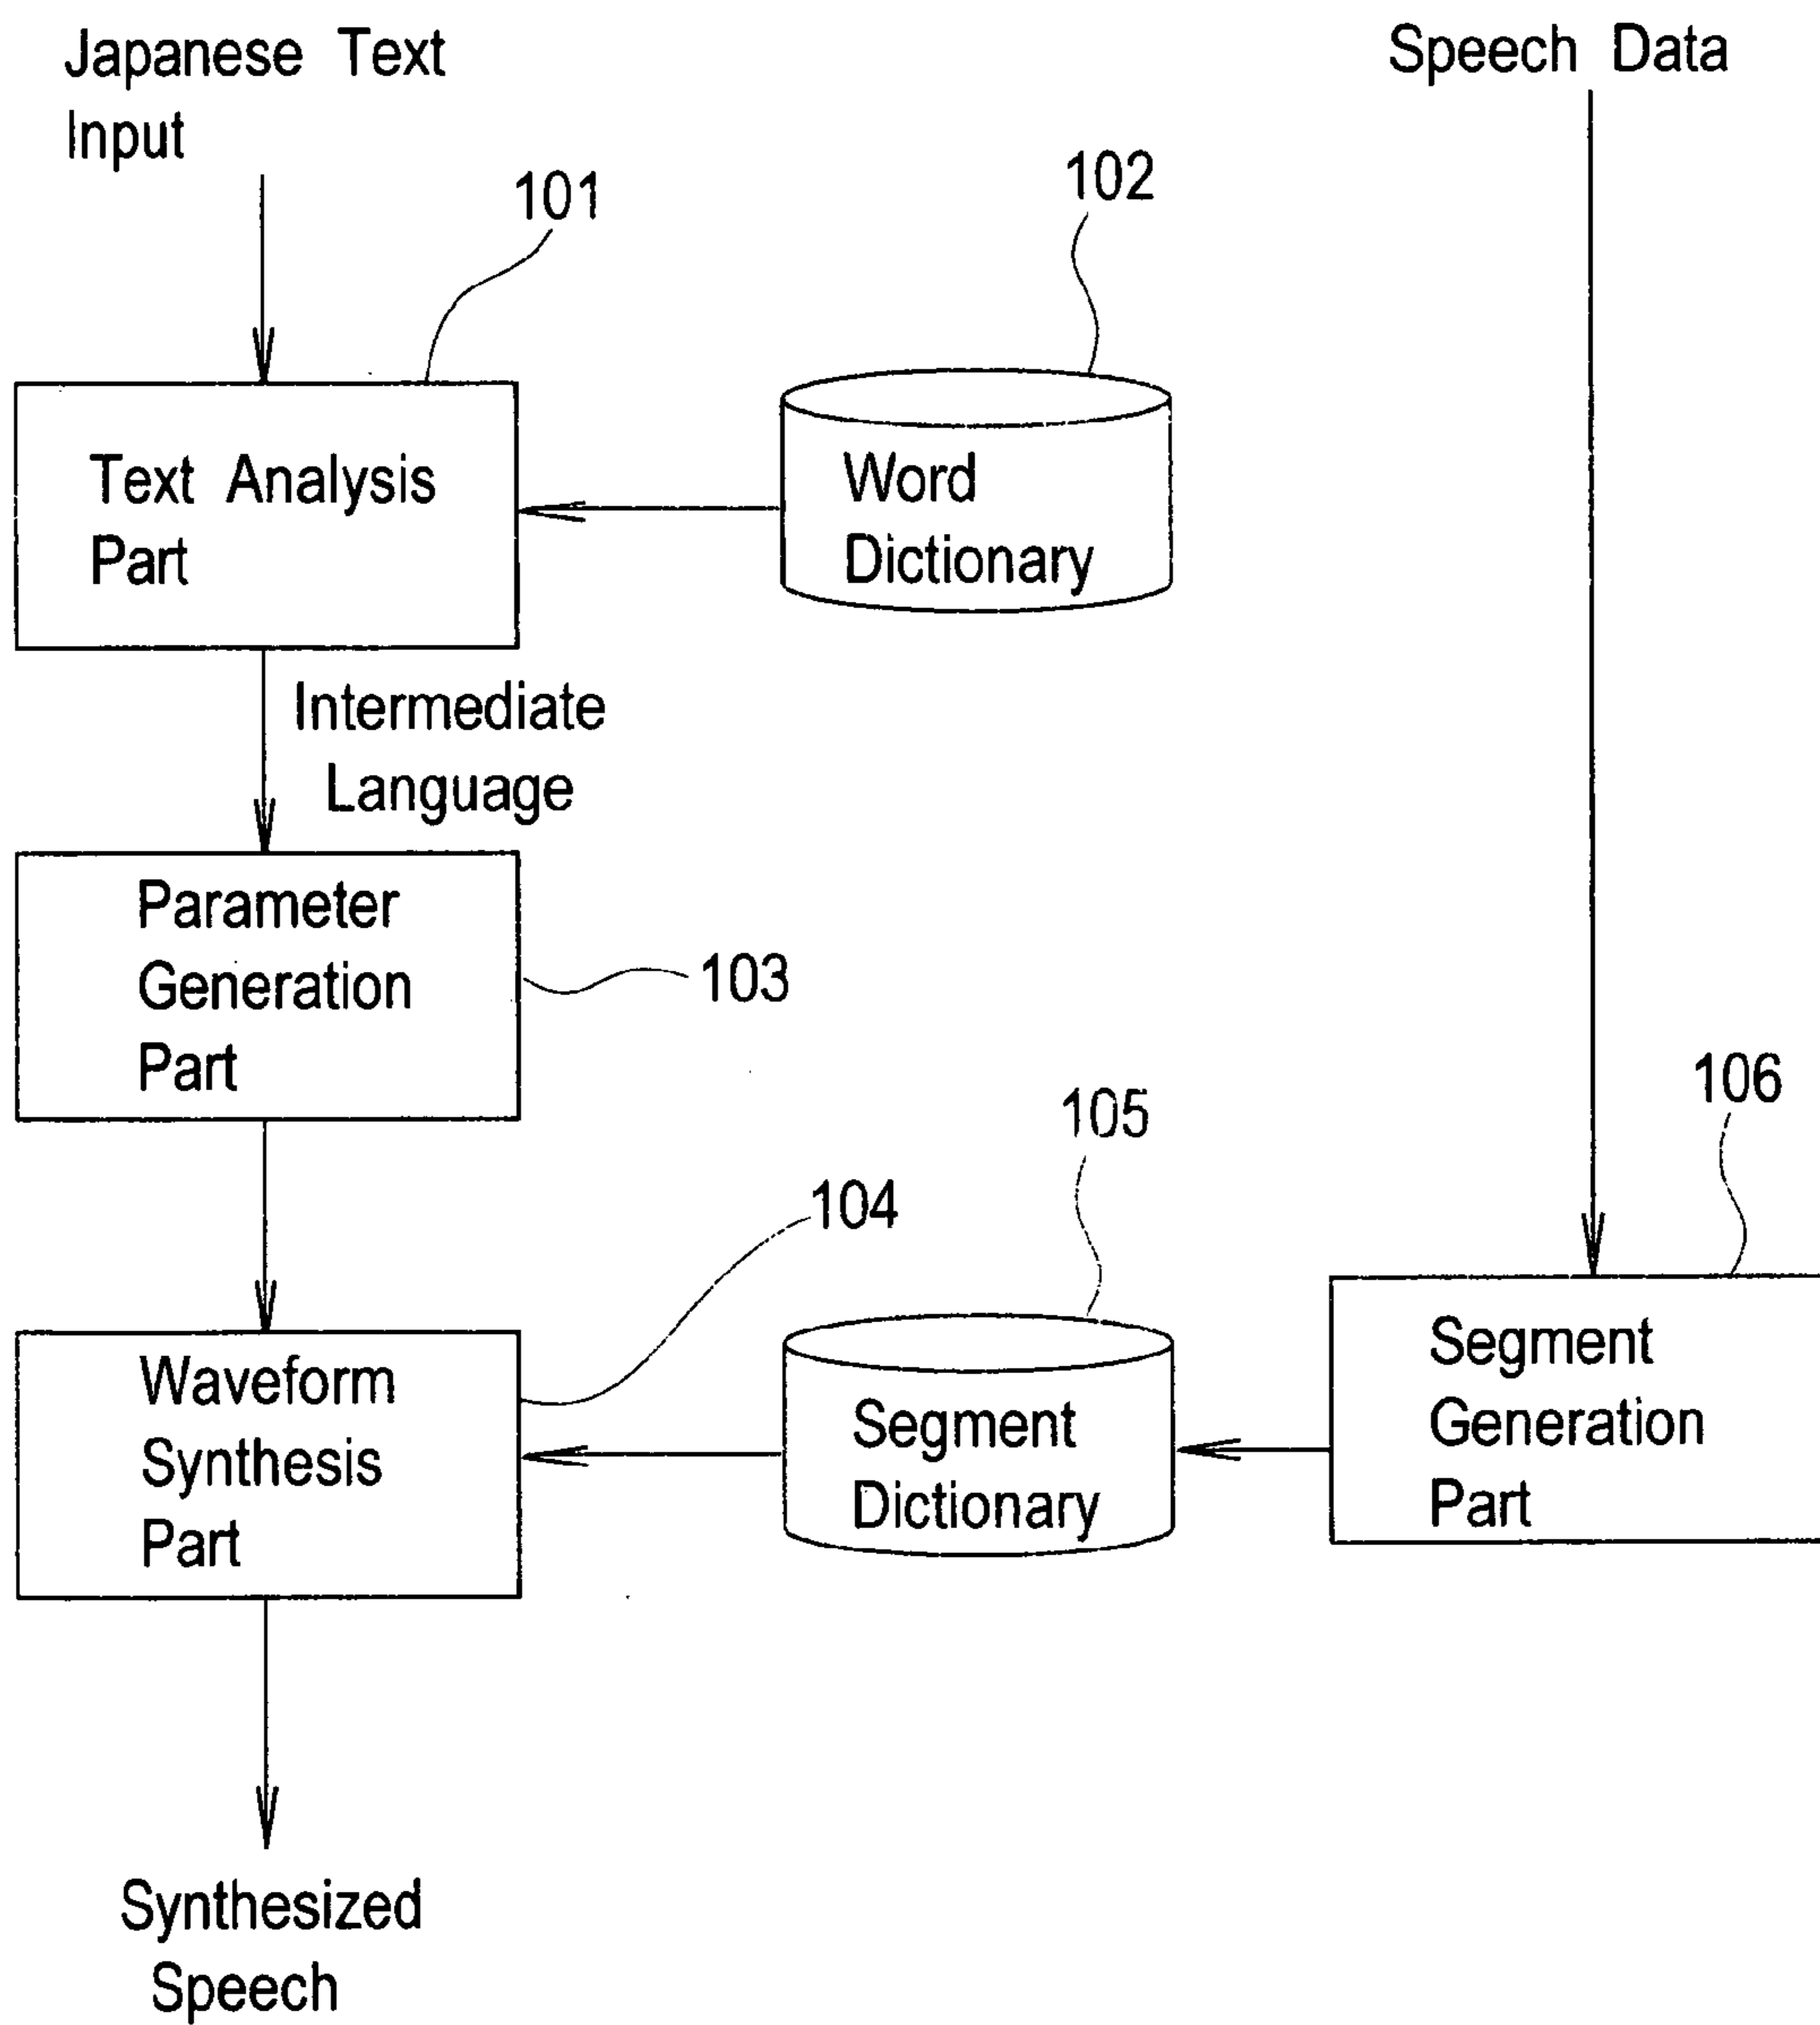 Japanese Text
Input
Speech Data
101
102
Text Analysis
Part
Word
Dictionary
Intermediate
Language
Parameter
Generation
Part
103
104
105
106
Waveform
Synthesis
Part
Segment
Dictionary
Segment
Generation
Part
Synthesized
Speech